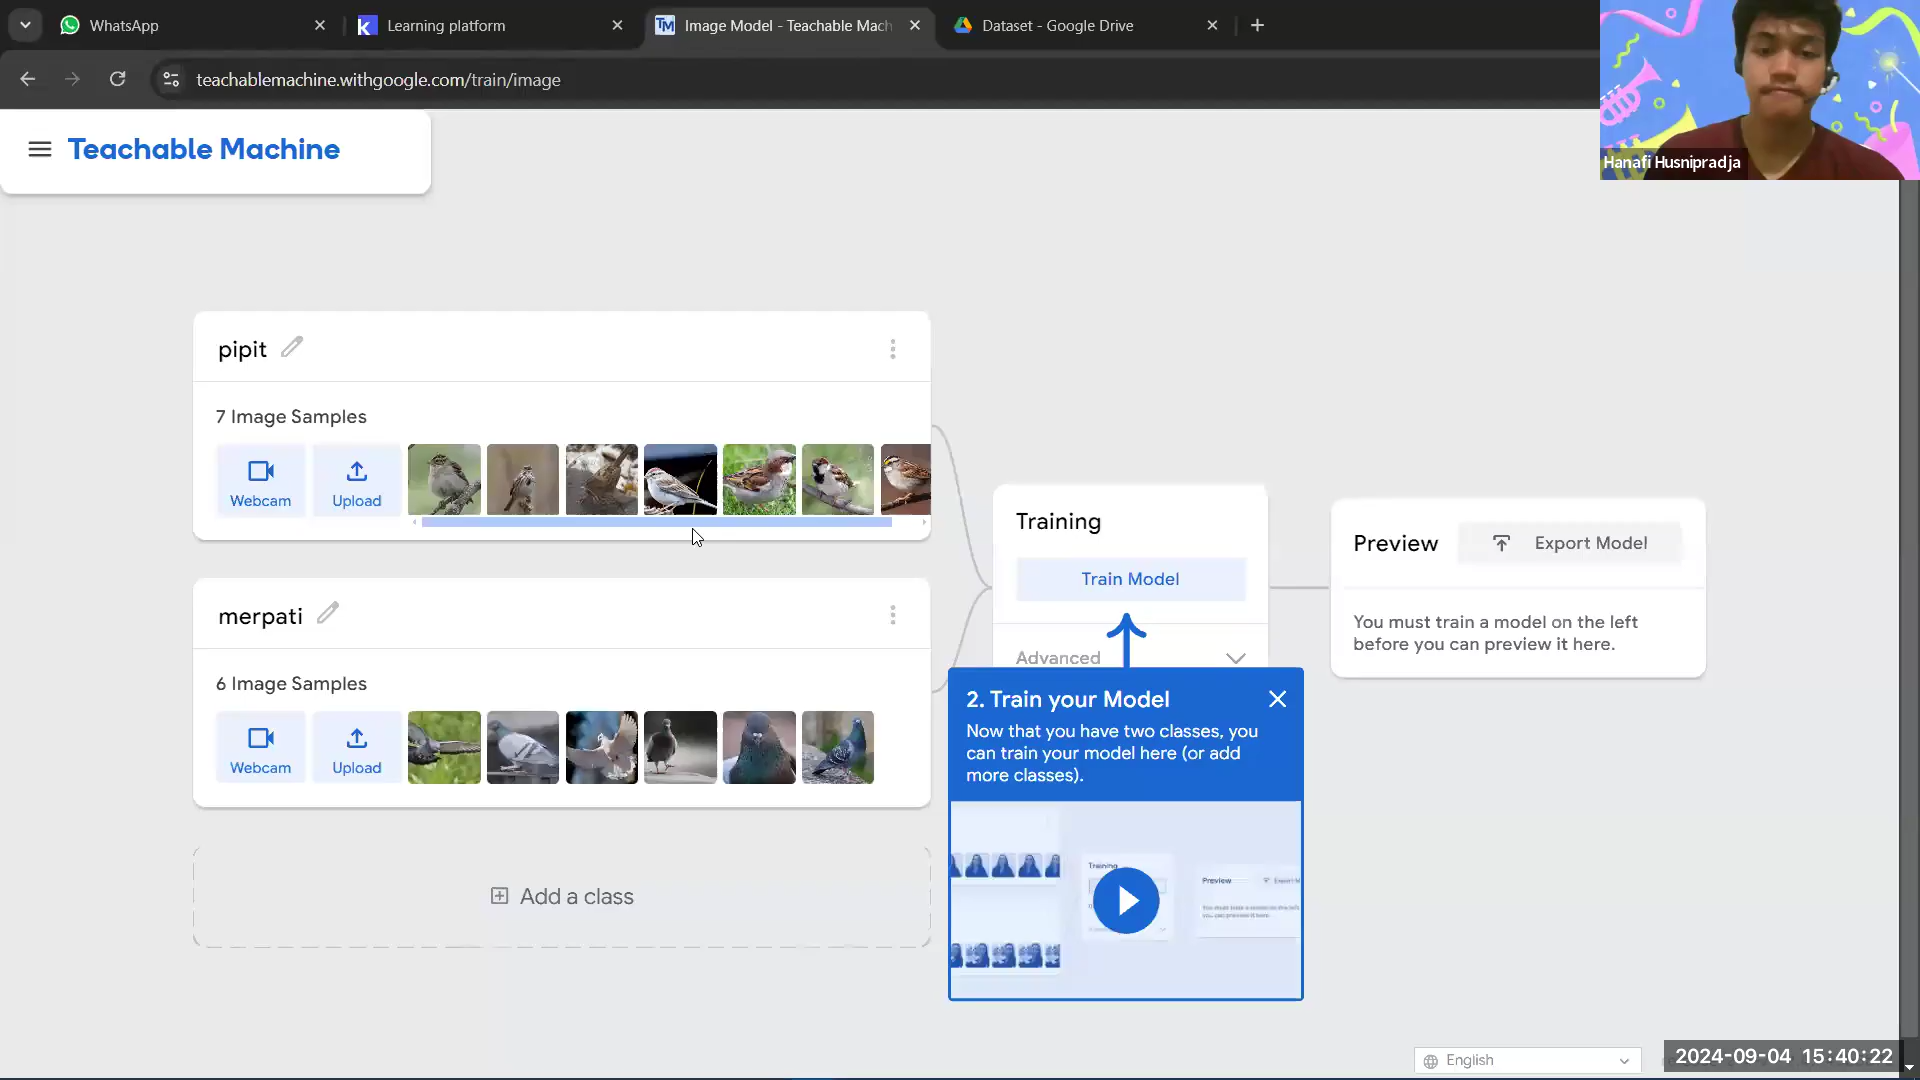 WhatsApp
Learning platform
Image Model - Teachable Mach
Dataset - Google Drive
teachablemachine.withgoogle.com/train/image
Hanafi Husnipradja
Teachable Machine
pipit
7 Image Samples
Webcam
Upload
merpati
6 Image Samples
Webcam
Upload
Add a class
Training
Train Model
Advanced
2. Train your Model
Now that you have two classes, you
can train your model here (or add
more classes).
Training
Preview
Preview
Export Model
You must train a model on the left
before you can preview it here.
English
2024-09-04 15:40:22